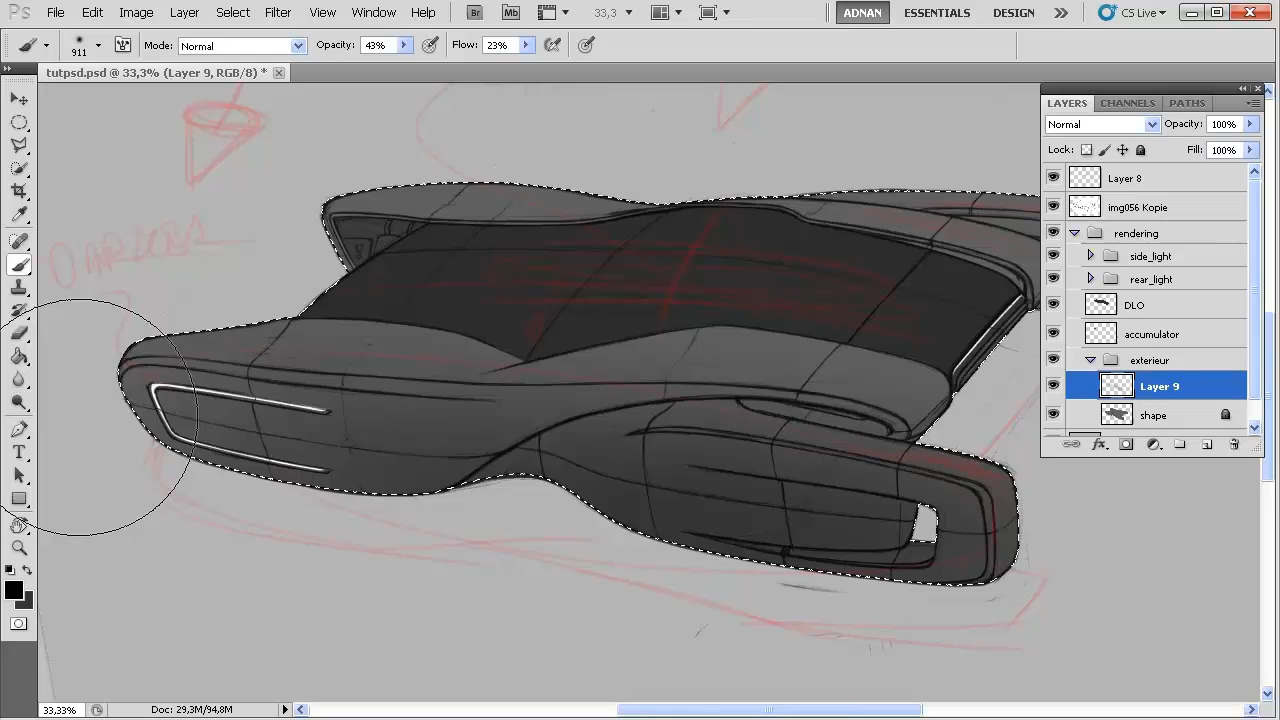 Ps File Edit Image Layer Select Filter View Window Help Br Mb 33,3 ADNAN ESSENTIALS DESIGN CS Live
911 Mode: Normal Opacity: 43% Flow: 23%
tutpsd.psd @ 33,3% (Layer 9, RGB/8) *
LAYERS CHANNELS PATHS
Normal Opacity: 100%
Lock: Fill: 100%
Layer 8
img056 Kopie
rendering
side_light
rear_light
DLO
accumulator
exterieur
Layer 9
shape
33,33% Doc: 29,3M/94,8M